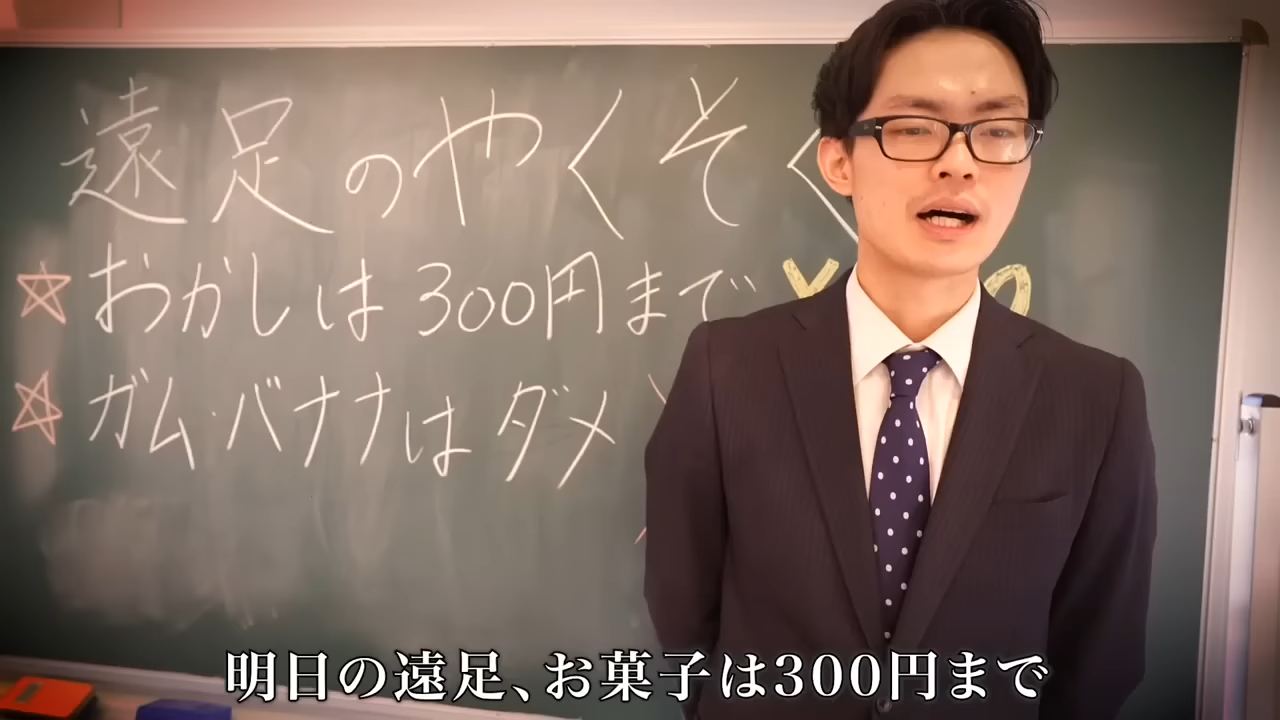 遠足のやくそく
☆おかしは300円まで
☆ガム・バナナはダメ
明日の遠足、お菓子は300円まで